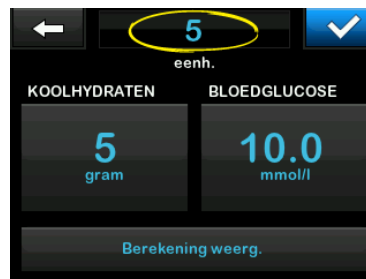 5
eenh.
KOOLHYDRATEN BLOEDGLUCOSE
5 10.0
gram mmol/l
Berekening weerg.